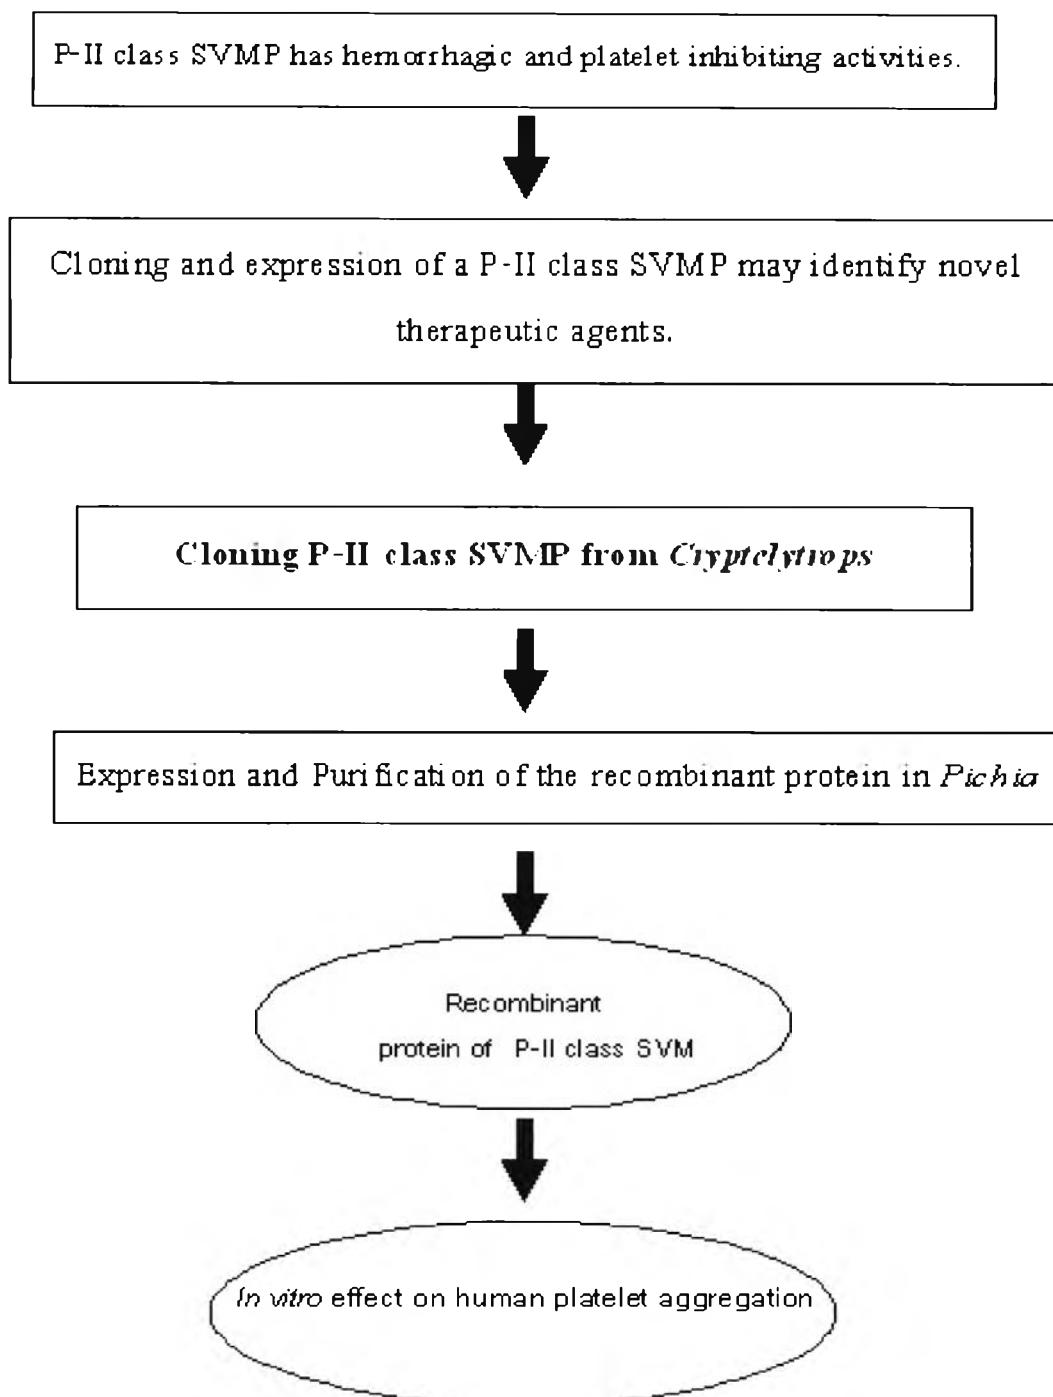 P-II class SVMP has hemorrhagic and platelet inhibiting activities.
Cloning and expression of a P-II class SVMP may identify novel
therapeutic agents.
Cloning P-II class SVMP from Cryptelytrops
Expression and Purification of the recombinant protein in Pichia
Recombinant
protein of P-II class SVM
In vitro effect on human platelet aggregation